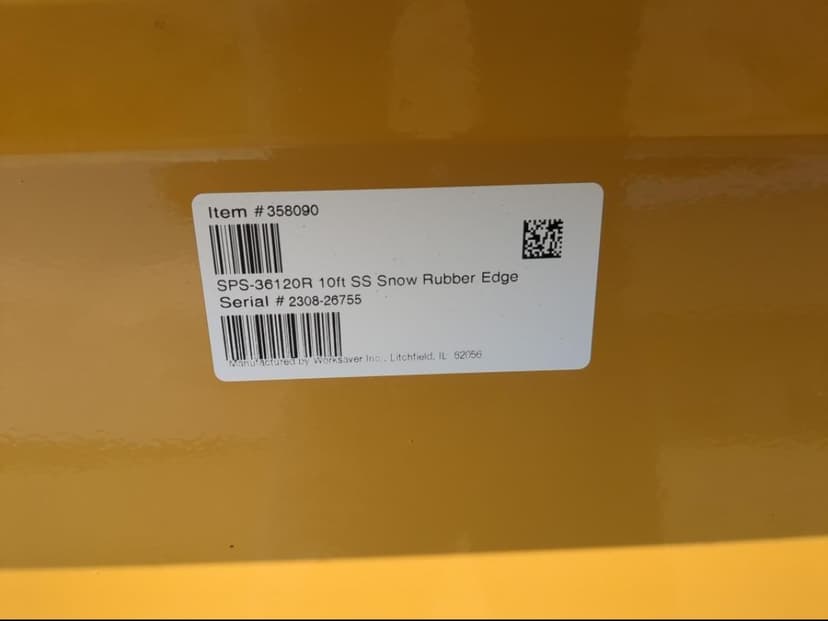 Item # 358090
SPS-36120R 10ft SS Snow Rubber Edge
Serial # 2308-26755
Manufactured by Worksaver Inc., Litchfield, IL 62056